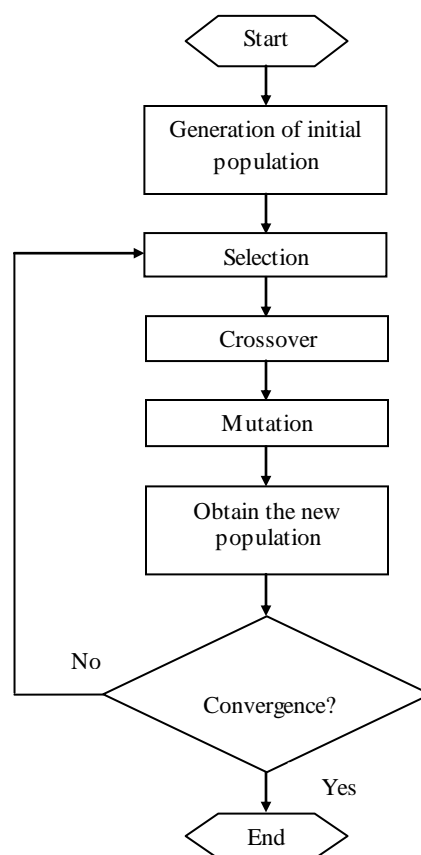 Start
Generation of initial
population
Selection
Crossover
Mutation
Obtain the new
population
No
Convergence?
Yes
End